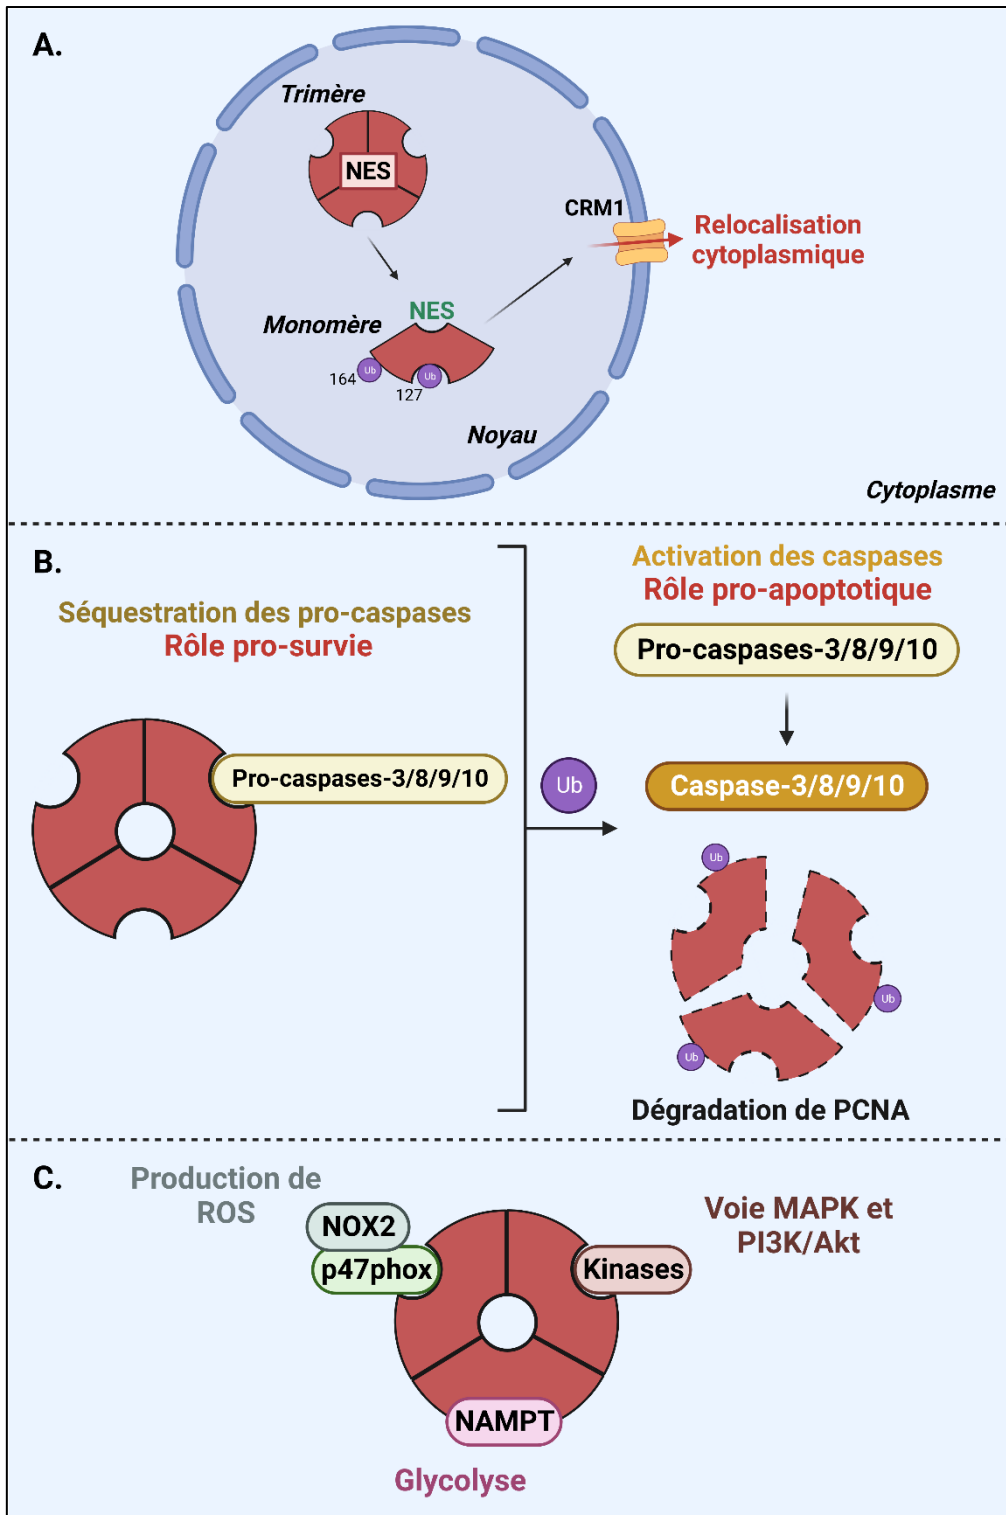 A.
Trimère
NES
CRM1
Relocalisation
cytoplasmique
NES
Monomère
164
Ub
127
Ub
Noyau
Cytoplasme
B.
Séquestration des pro-caspases
Rôle pro-survie
Pro-caspases-3/8/9/10
Ub
Activation des caspases
Rôle pro-apoptotique
Pro-caspases-3/8/9/10
Caspase-3/8/9/10
Ub
Ub
Ub
Dégradation de PCNA
C.
Production de
ROS
NOX2
p47phox
Kinases
Voie MAPK et
PI3K/Akt
NAMPT
Glycolyse